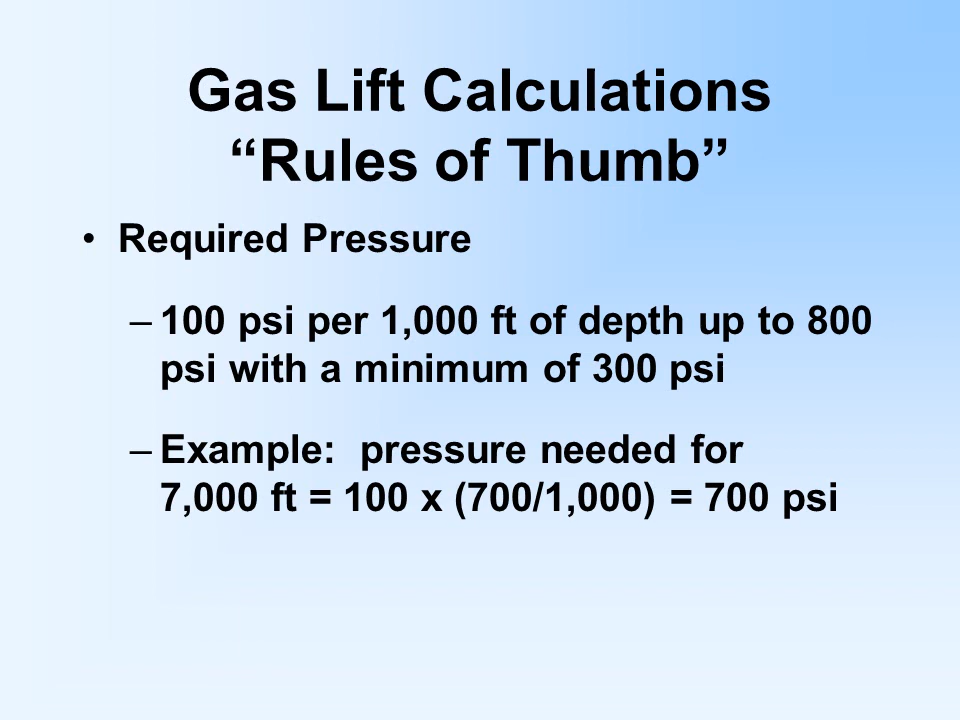 Gas Lift Calculations
“Rules of Thumb”
• Required Pressure
–100 psi per 1,000 ft of depth up to 800
psi with a minimum of 300 psi
–Example:  pressure needed for
7,000 ft = 100 x (700/1,000) = 700 psi